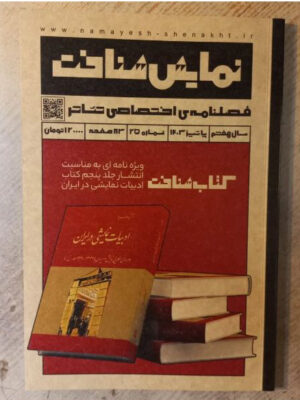 www.namayesh-shenakht.ir
نمایش شناخت
فصلنامه‌ی اختصاصی تئاتر
سال هفتم پاییز ۱۴۰۳ شماره ۲۵ ۲۴۳ صفحه ۱۲۰۰۰۰ تومان
ویژه نامه ای به مناسبت
انتشار جلد پنجم کتاب
ادبیات نمایشی در ایران
کتاب شناخت
ادبیات نمایشی در ایران